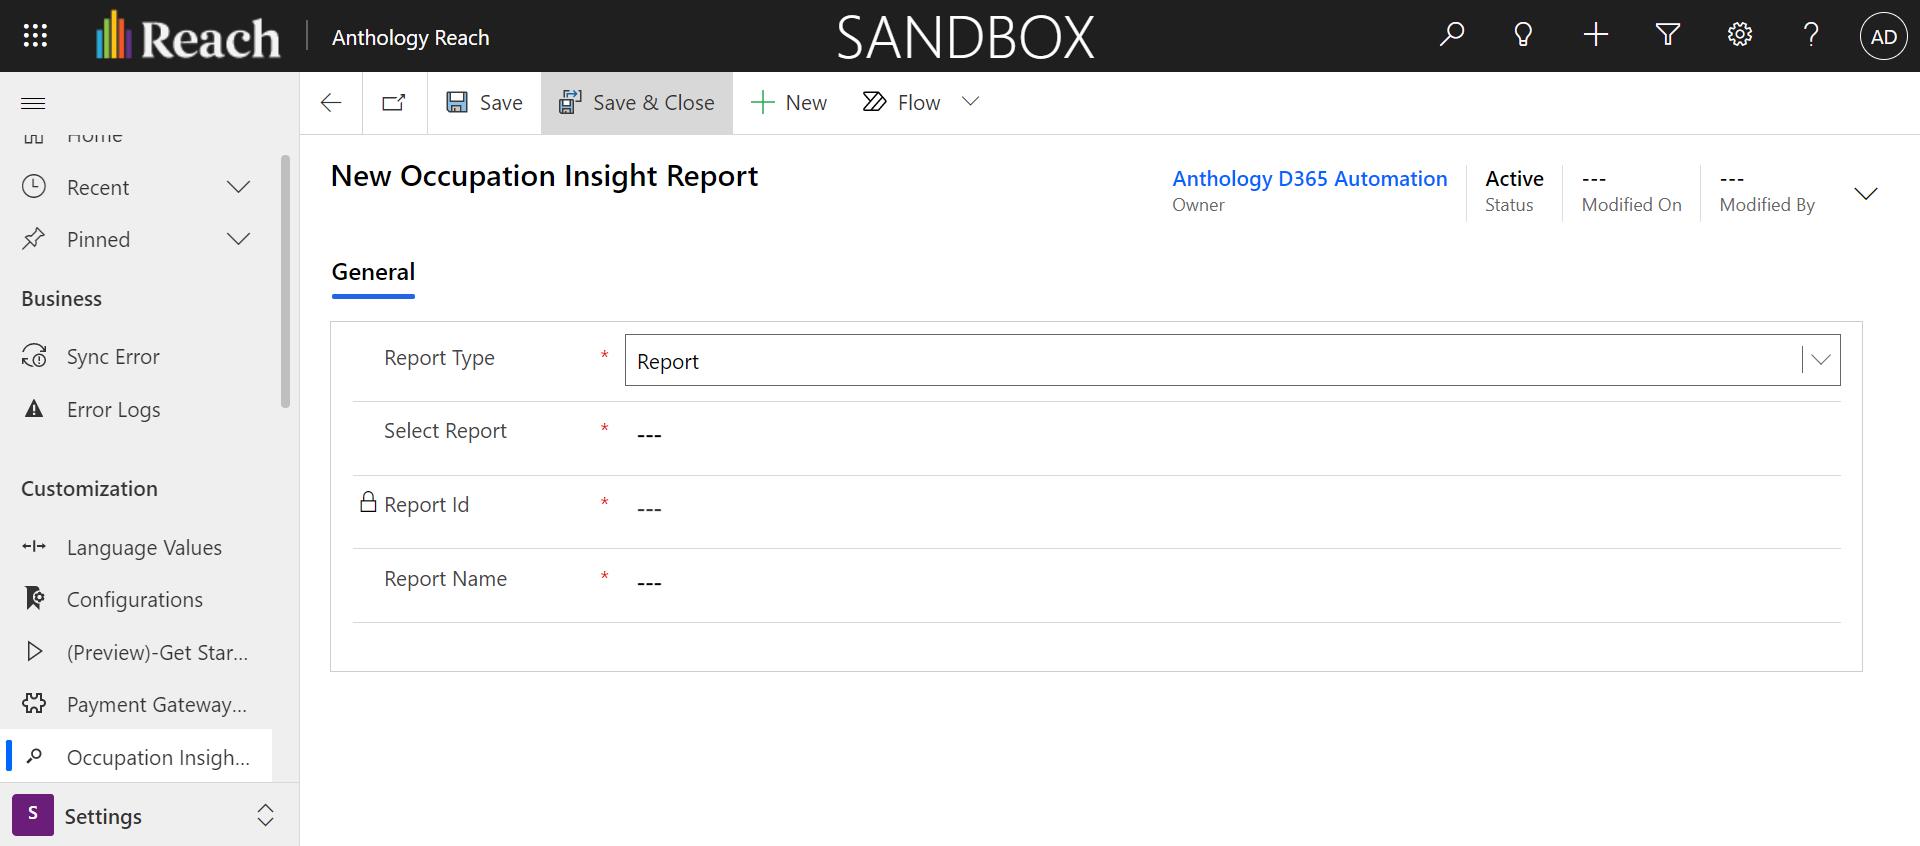 Reach
Anthology Reach
SANDBOX
AD
Save
Save & Close
New
Flow
Home
Recent
Pinned
Business
Sync Error
Error Logs
Customization
Language Values
Configurations
(Preview)-Get Star...
Payment Gateway...
Occupation Insigh...
S
Settings
New Occupation Insight Report
Anthology D365 Automation
Owner
Active
Status
---
Modified On
---
Modified By
General
Report Type * Report
Select Report * ---
Report Id * ---
Report Name * ---